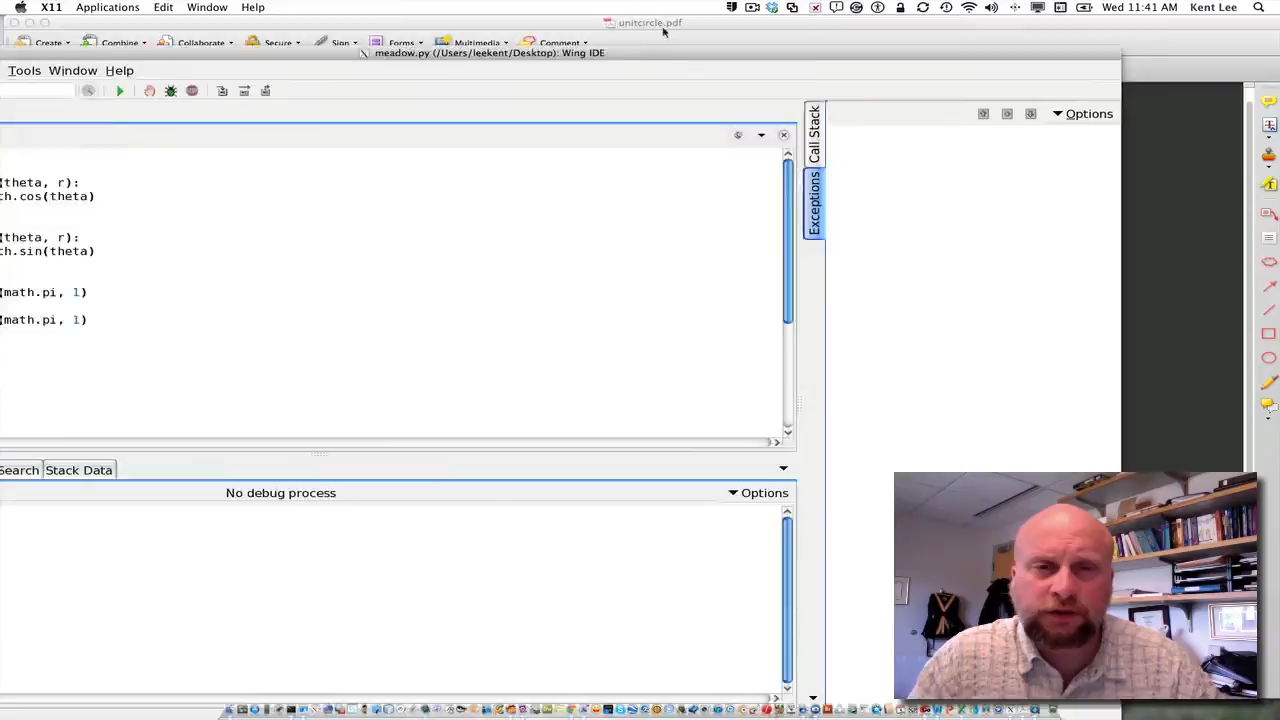 X11 Applications Edit Window Help Wed 11:41 AM Kent Lee
unitcircle.pdf
Create Combine Collaborate Secure Sign Forms Multimedia Comment
meadow.py (/Users/leekent/Desktop): Wing IDE
Tools Window Help
Call Stack
Exceptions
Options
(theta, r):
th.cos(theta)
(theta, r):
th.sin(theta)
(math.pi, 1)
(math.pi, 1)
Search Stack Data
No debug process Options